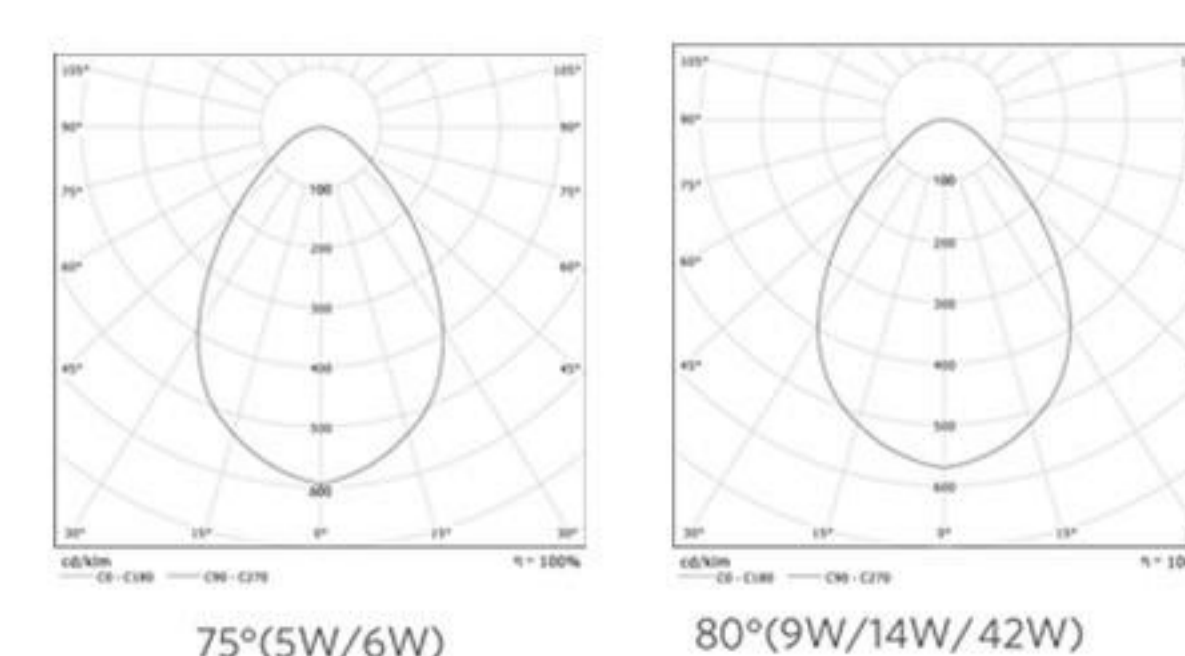 105° 105°
90° 90°
75° 75°
60° 60°
45° 45°
100
200
300
400
500
600
30° 15° 0° 15° 30°
cd/klm η = 100%
C0 - C180 C90 - C270
75°(5W/6W)
105°
90°
75°
60°
45°
100
200
300
400
500
600
30° 15° 0° 15°
cd/klm η = 10
C0 - C180 C90 - C270
80°(9W/14W/42W)